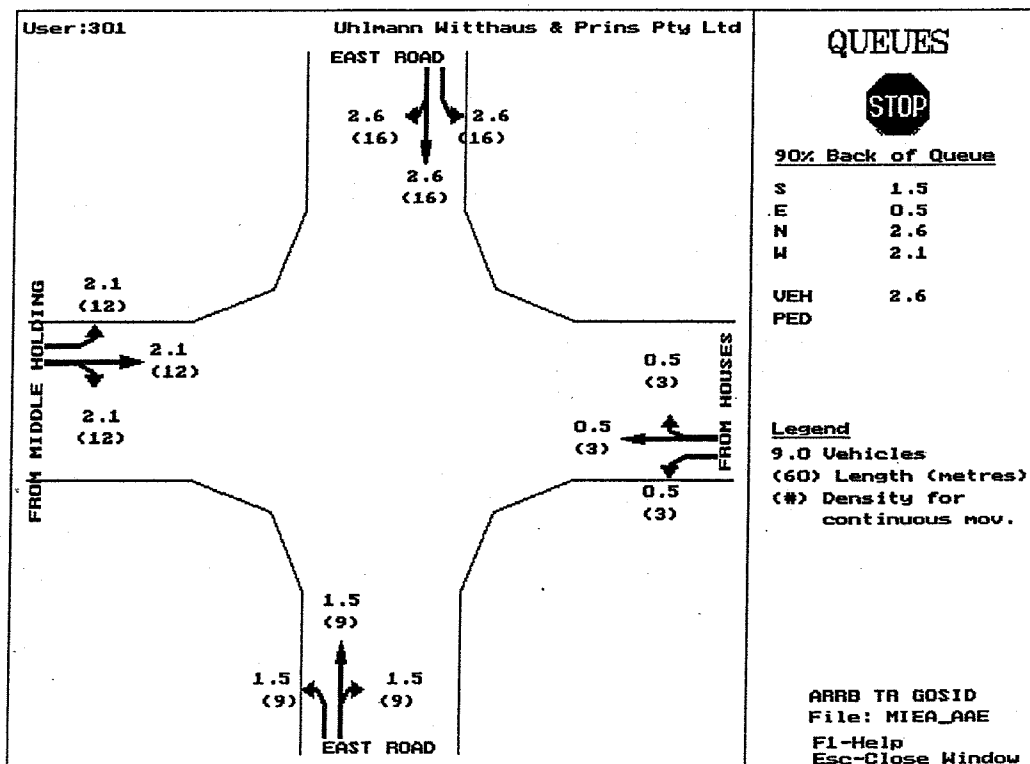 User:301 Uhlmann Witthaus & Prins Pty Ltd
EAST ROAD
2.6
(16)
2.6
(16)
2.6
(16)
FROM MIDDLE HOLDING
2.1
(12)
2.1
(12)
2.1
(12)
FROM HOUSES
0.5
(3)
0.5
(3)
0.5
(3)
1.5
(9)
1.5
(9)
1.5
(9)
EAST ROAD
QUEUES
STOP
90% Back of Queue
S 1.5
E 0.5
N 2.6
W 2.1
VEH 2.6
PED
Legend
9.0 Vehicles
(60) Length (metres)
(#) Density for
continuous mov.
ARRB TR GOSID
File: MIEA_AAE
F1-Help
Esc-Close Window